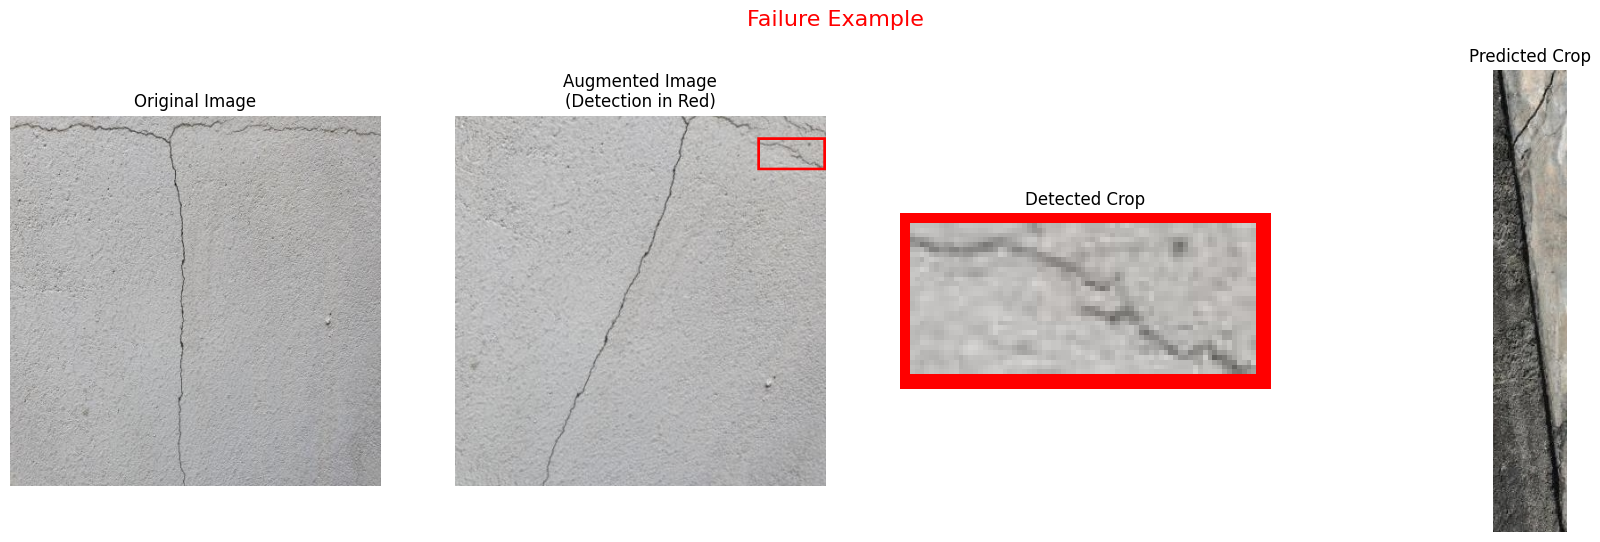 Failure Example
Original Image
Augmented Image
(Detection in Red)
Detected Crop
Predicted Crop